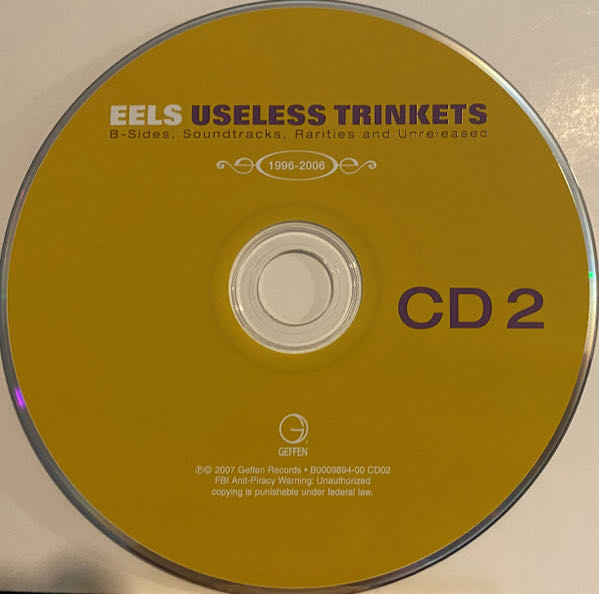 EELS USELESS TRINKETS
B-Sides, Soundtracks, Rarities and Unreleased
1996-2006
CD 2
G
GEFFEN
℗© 2007 Geffen Records • B0009894-00 CD02
FBI Anti-Piracy Warning: Unauthorized
copying is punishable under federal law.